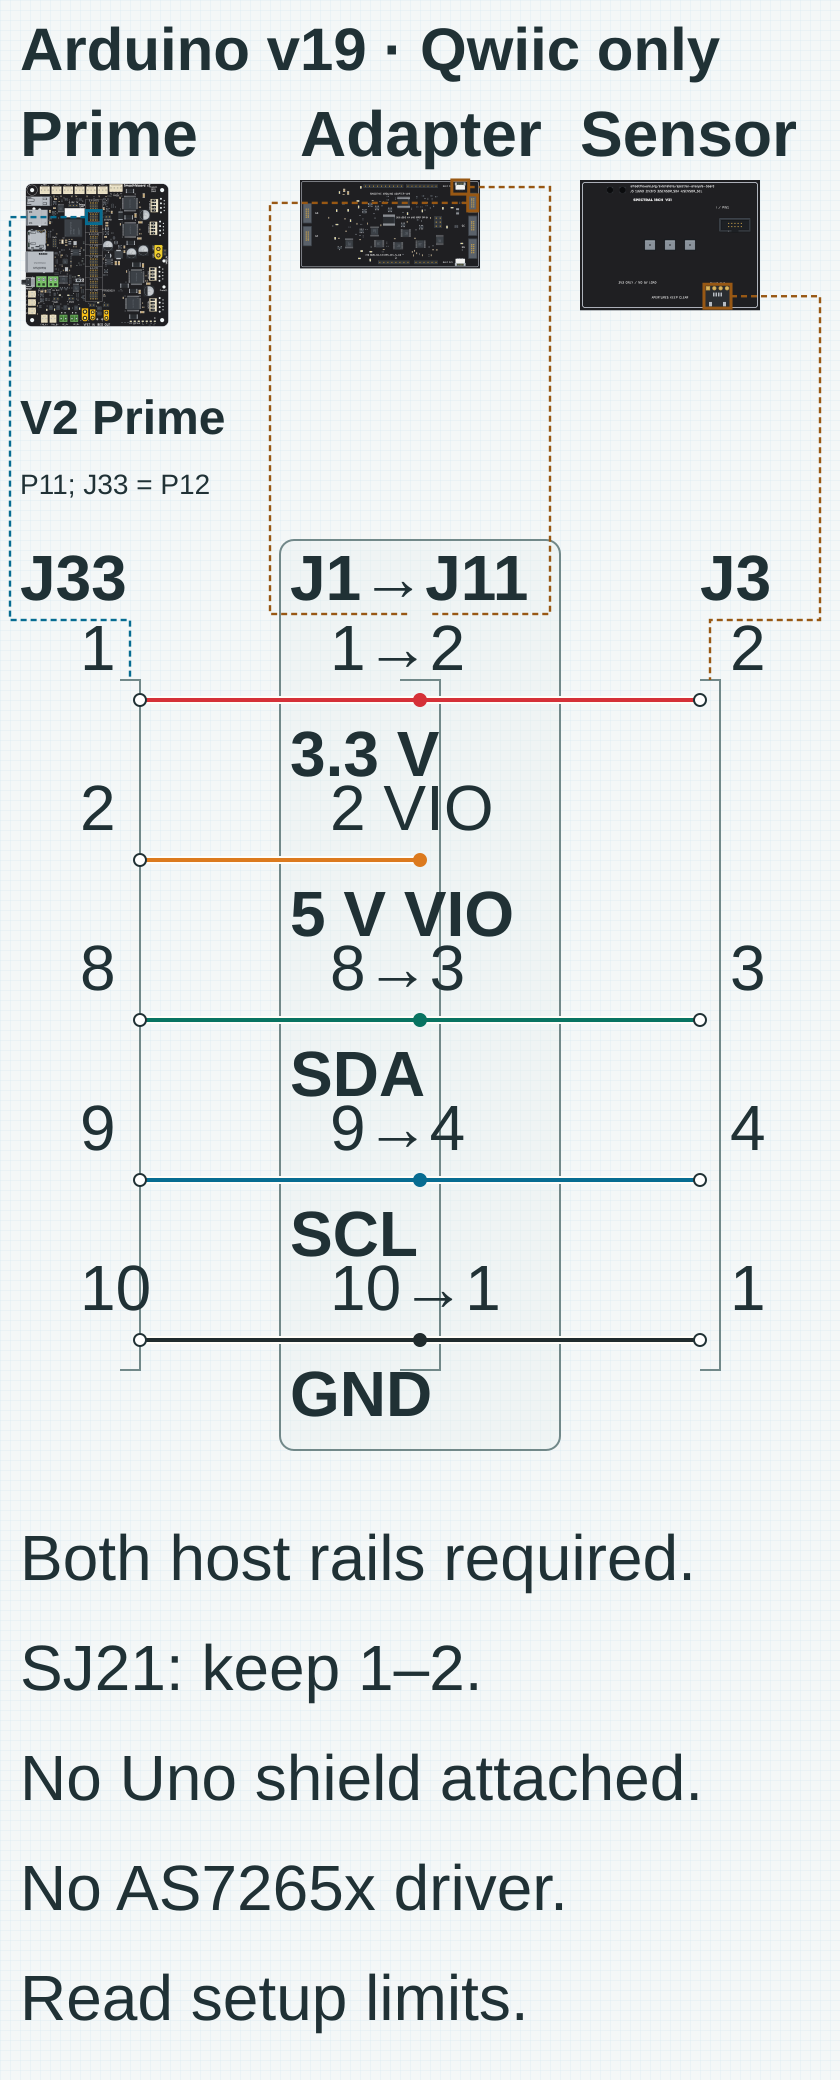 Arduino v19 · Qwiic only
Prime Adapter Sensor
V2 Prime
P11; J33 = P12
J33 J1→J11 J3
1 1→2 2
3.3 V
2 2 VIO
5 V VIO
8 8→3 3
SDA
9 9→4 4
SCL
10 10→1 1
GND
Both host rails required.
SJ21: keep 1–2.
No Uno shield attached.
No AS7265x driver.
Read setup limits.